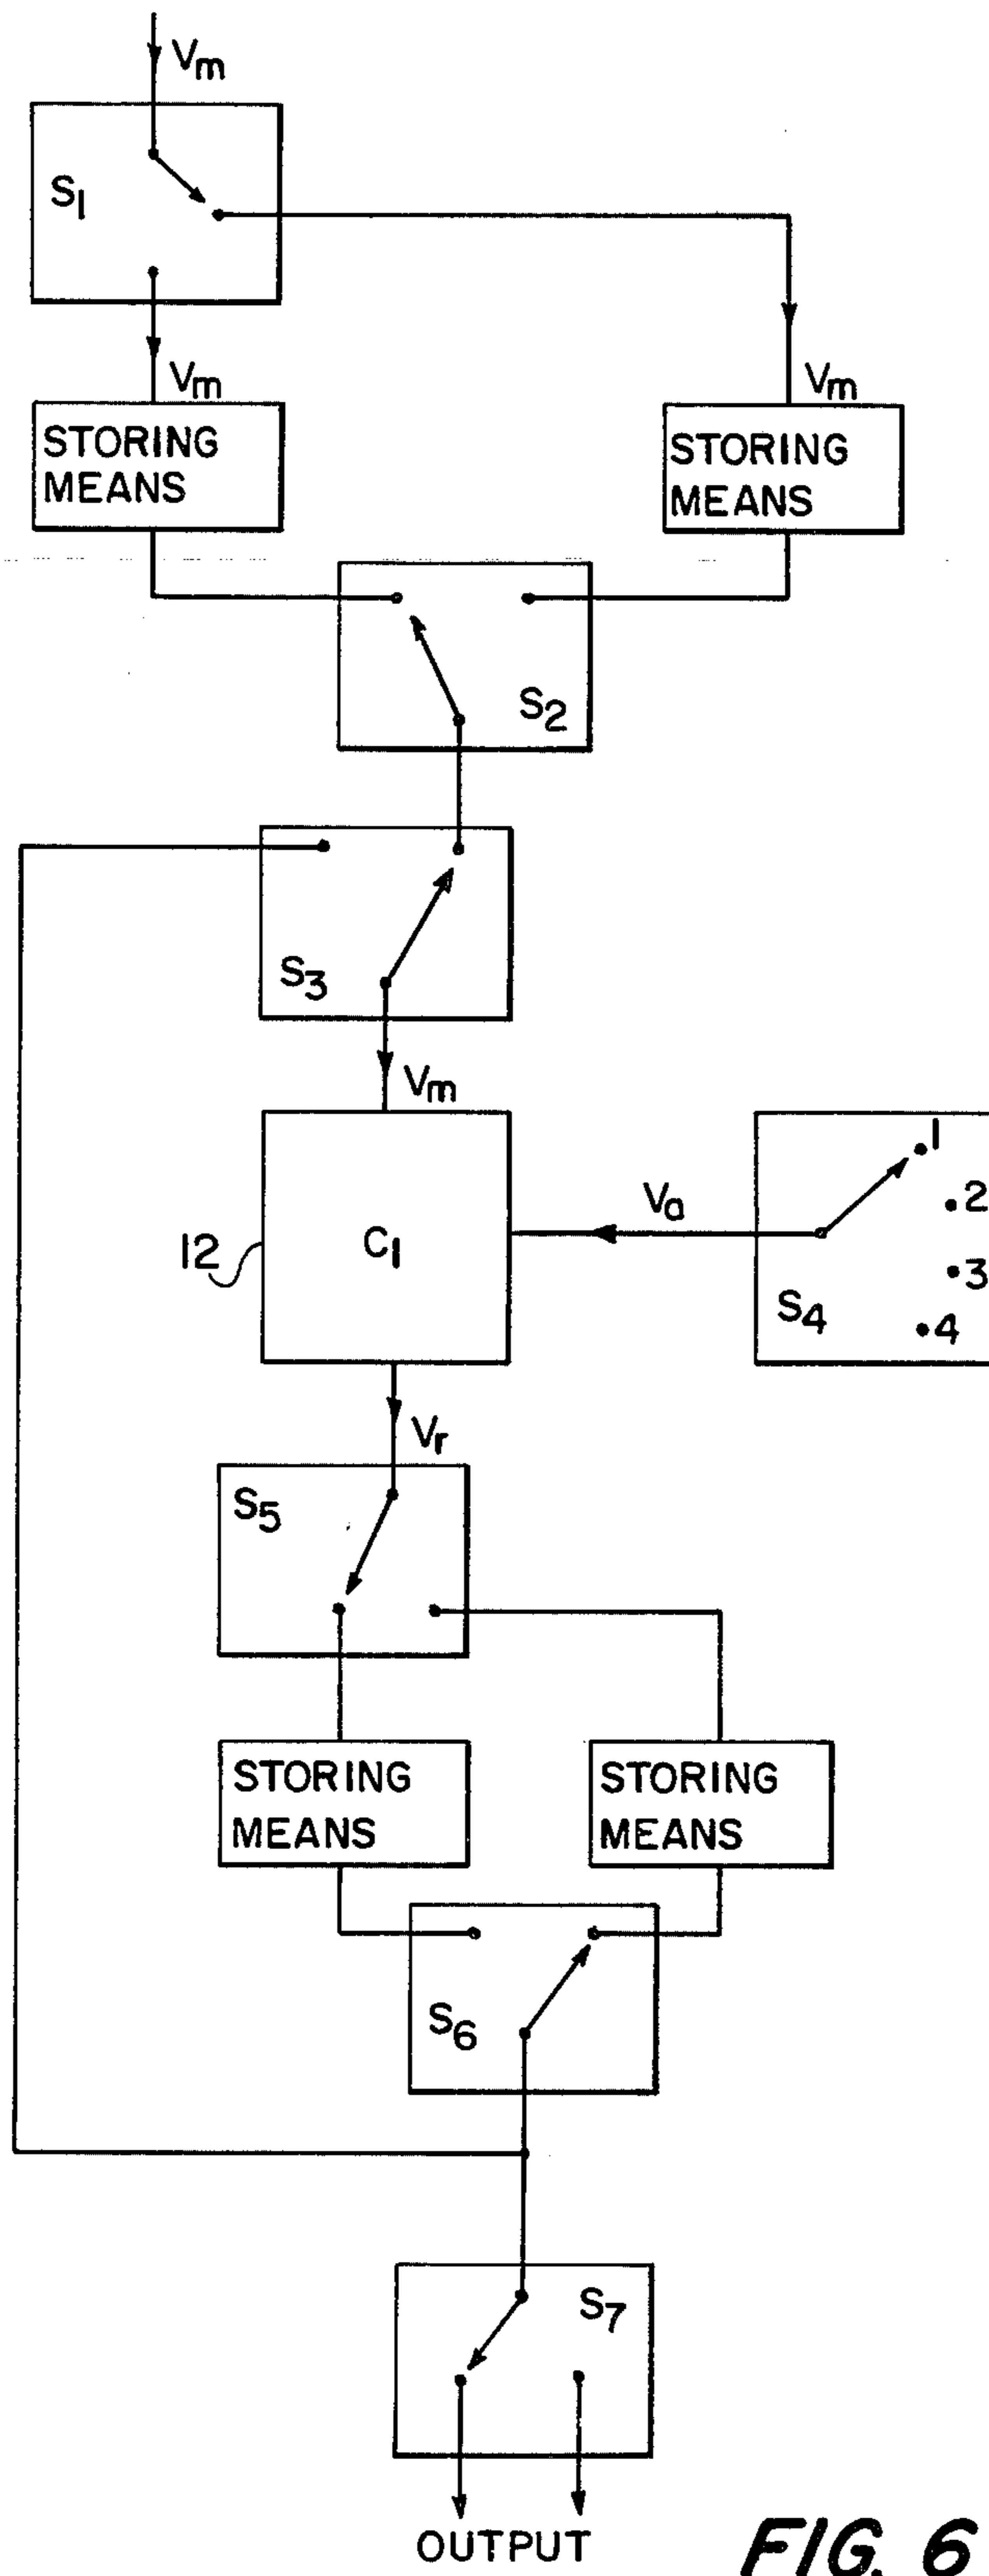 Vm
S1
Vm
Vm
STORING
MEANS
STORING
MEANS
S2
S3
Vm
1
2
3
4
S4
Va
12
C1
Vr
S5
STORING
MEANS
STORING
MEANS
S6
S7
OUTPUT
FIG. 6